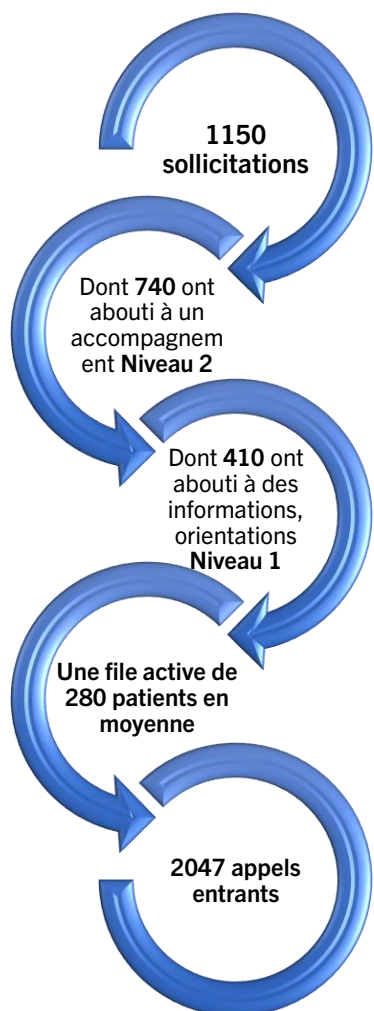 1150
sollicitations
Dont 740 ont
abouti à un
accompagnem
ent Niveau 2
Dont 410 ont
abouti à des
informations,
orientations
Niveau 1
Une file active de
280 patients en
moyenne
2047 appels
entrants